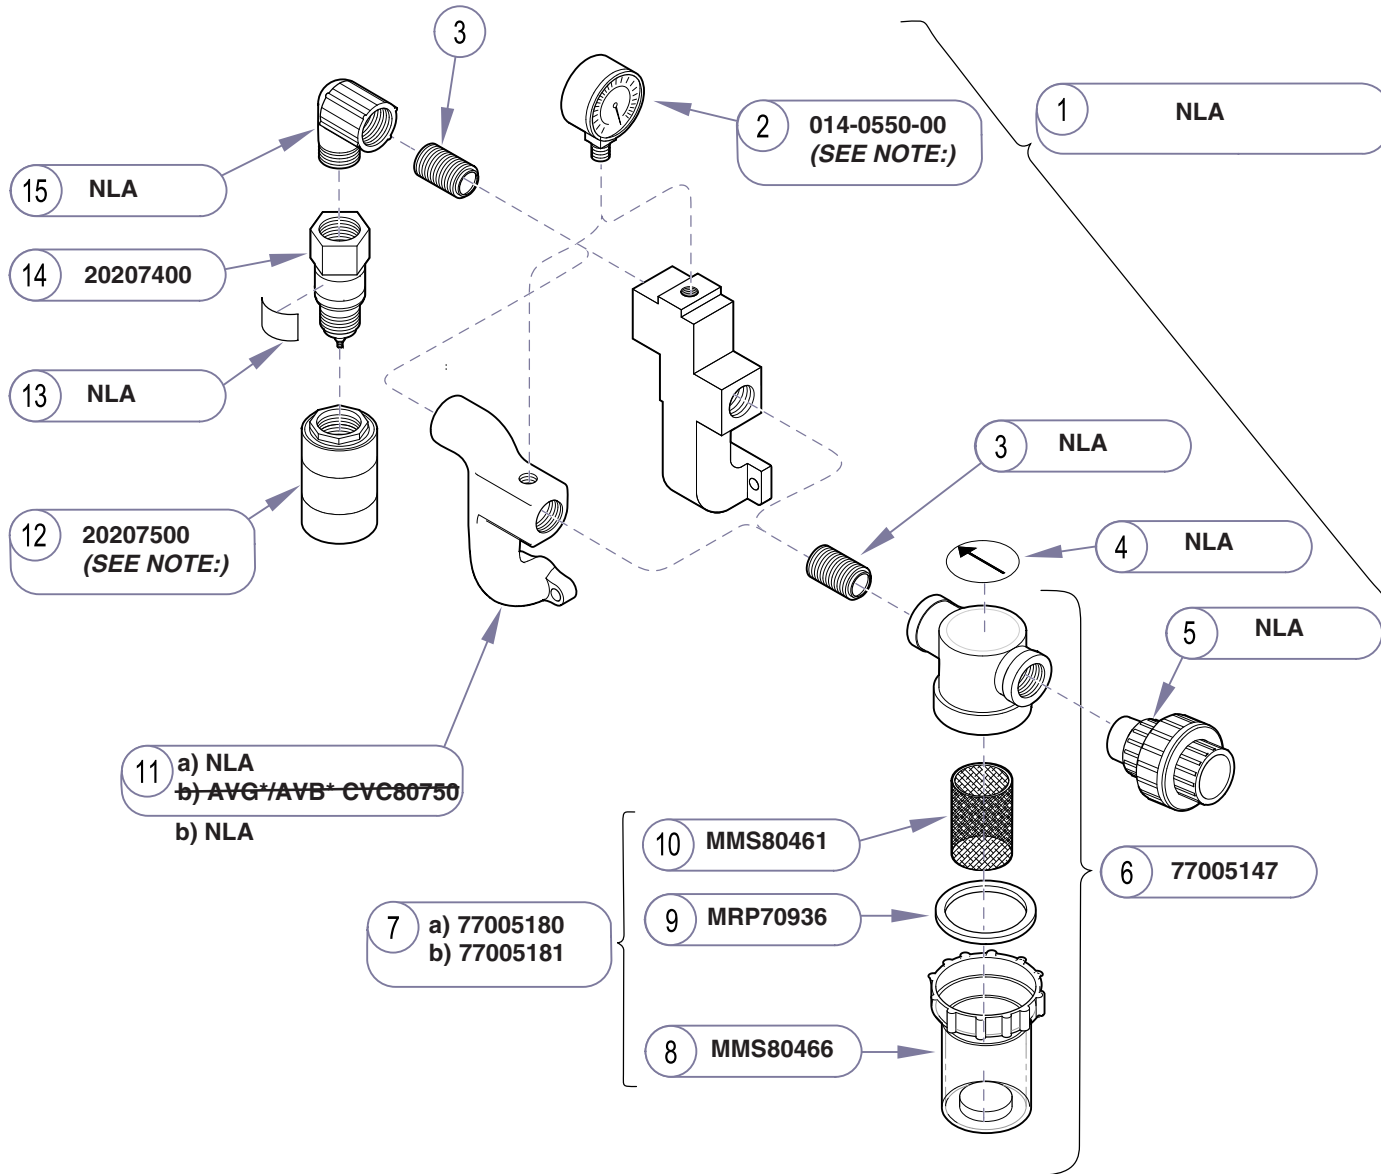 3
1 NLA
2 014-0550-00
(SEE NOTE:)
15 NLA
14 20207400
13 NLA
3 NLA
12 20207500
(SEE NOTE:)
4 NLA
5 NLA
11 a) NLA
b) AVG*/AVB* CVC80750
b) NLA
10 MMS80461
6 77005147
7 a) 77005180
b) 77005181
9 MRP70936
8 MMS80466